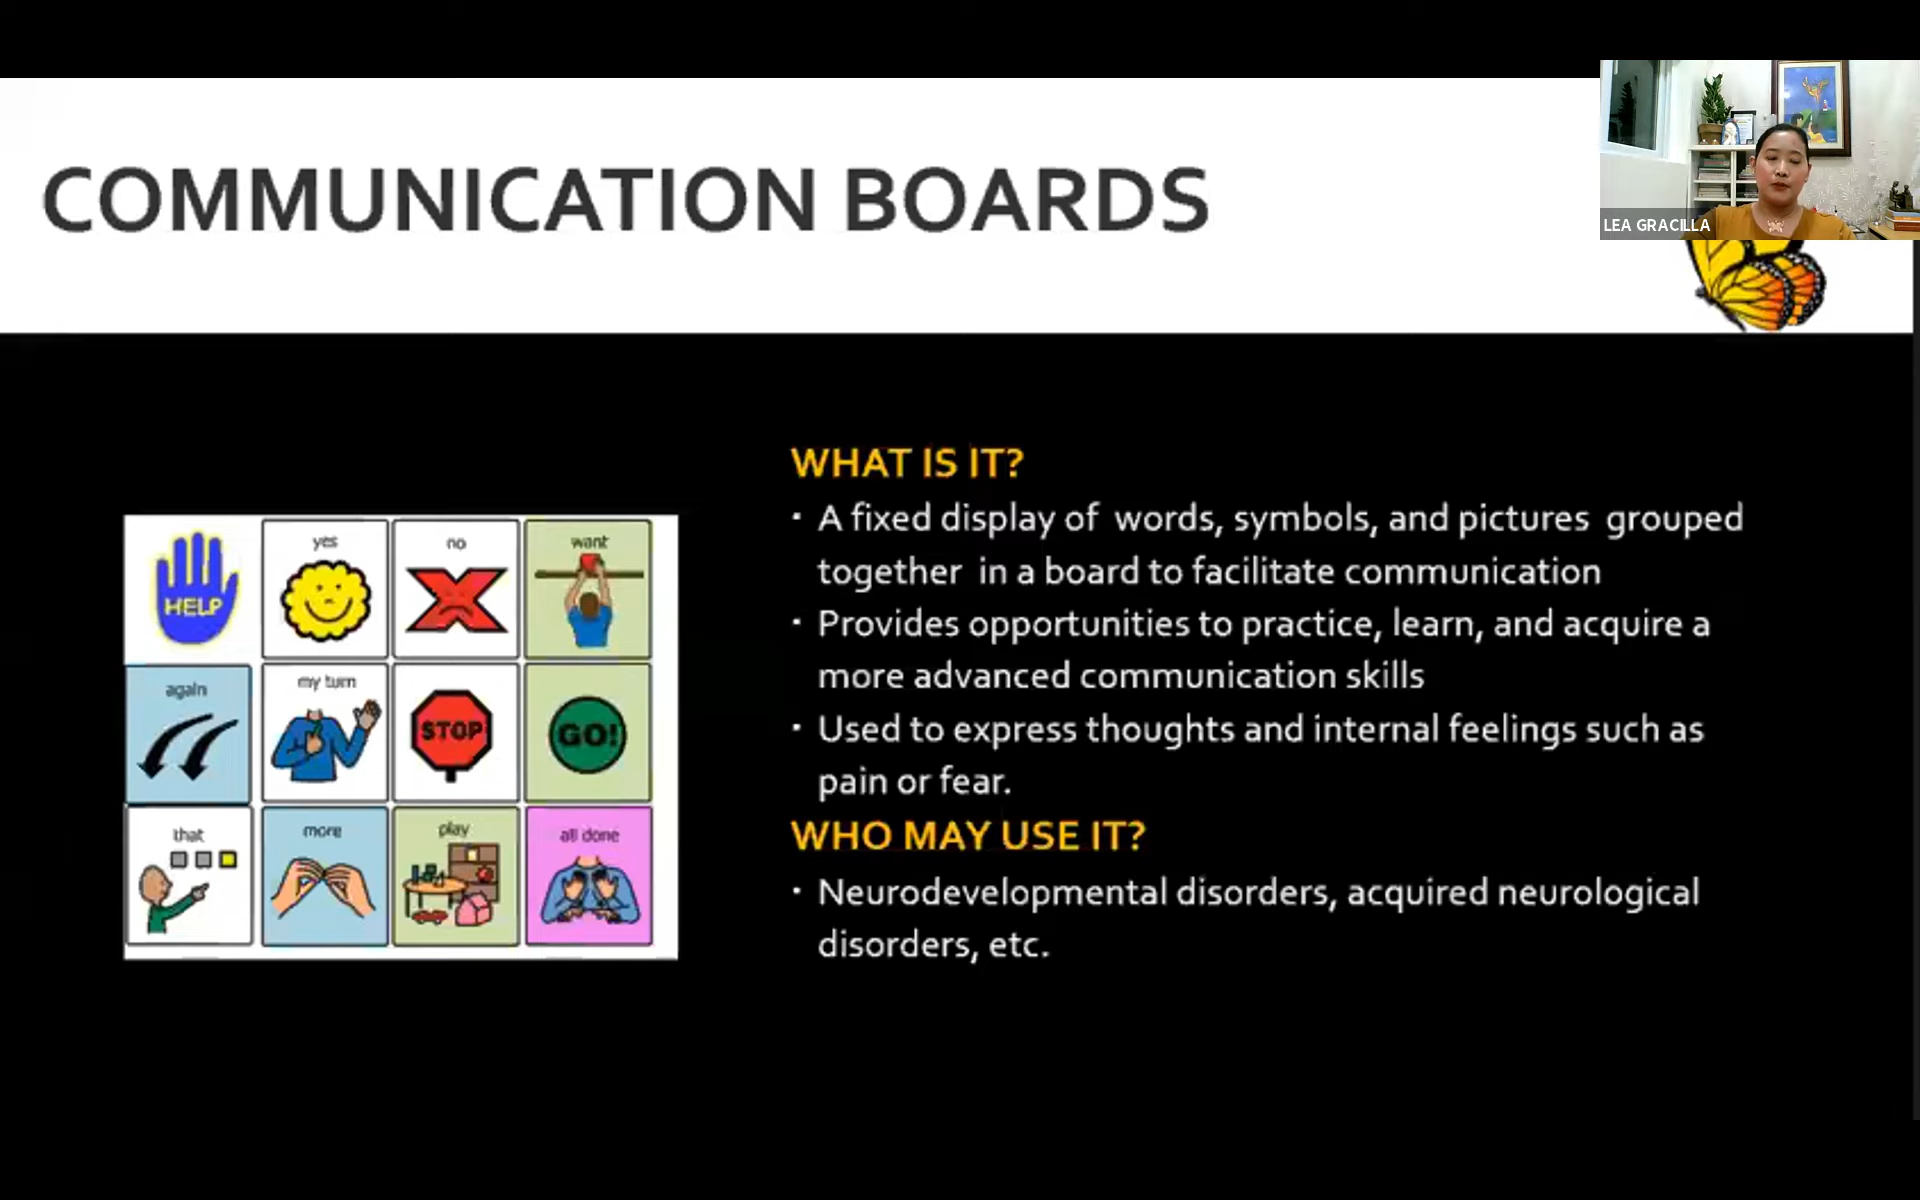 COMMUNICATION BOARDS
LEA GRACILLA
HELP
yes
no
want
again
my turn
STOP
GO!
that
more
play
all done
WHAT IS IT?
· A fixed display of words, symbols, and pictures grouped
together in a board to facilitate communication
· Provides opportunities to practice, learn, and acquire a
more advanced communication skills
· Used to express thoughts and internal feelings such as
pain or fear.
WHO MAY USE IT?
· Neurodevelopmental disorders, acquired neurological
disorders, etc.